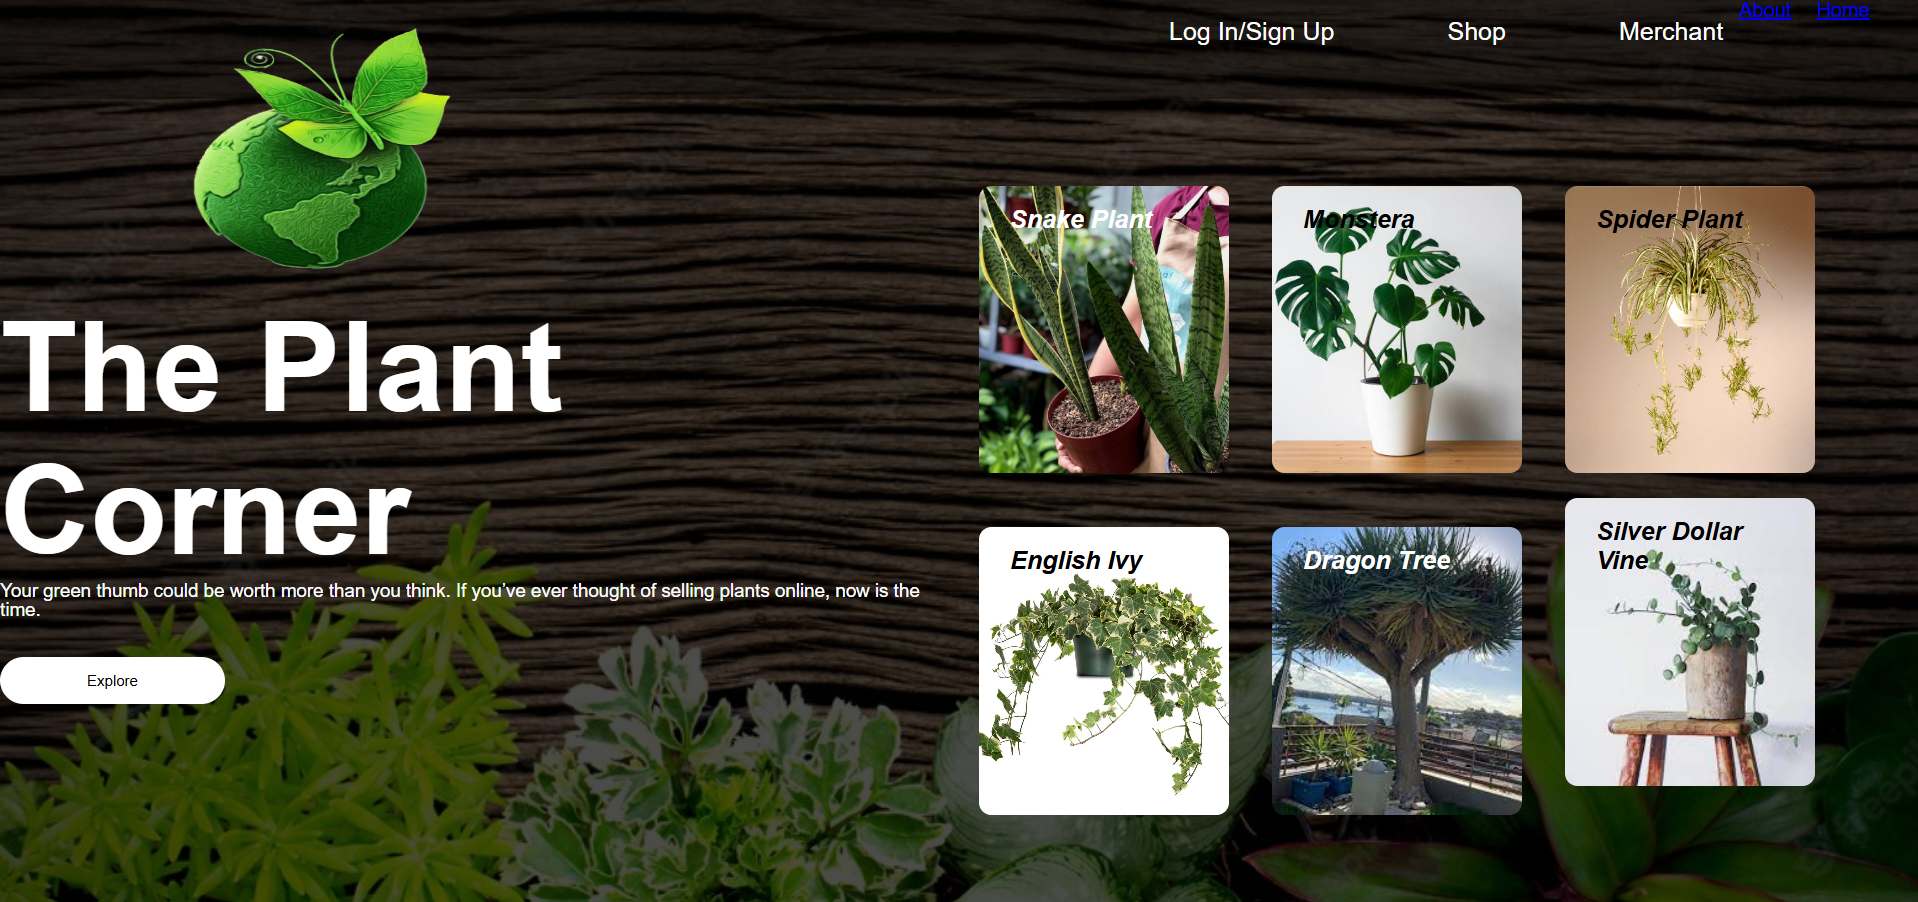 Log In/Sign Up
Shop
Merchant
About
Home
The Plant
Corner
Your green thumb could be worth more than you think. If you’ve ever thought of selling plants online, now is the
time.
Explore
Snake Plant
Monstera
Spider Plant
English Ivy
Dragon Tree
Silver Dollar
Vine